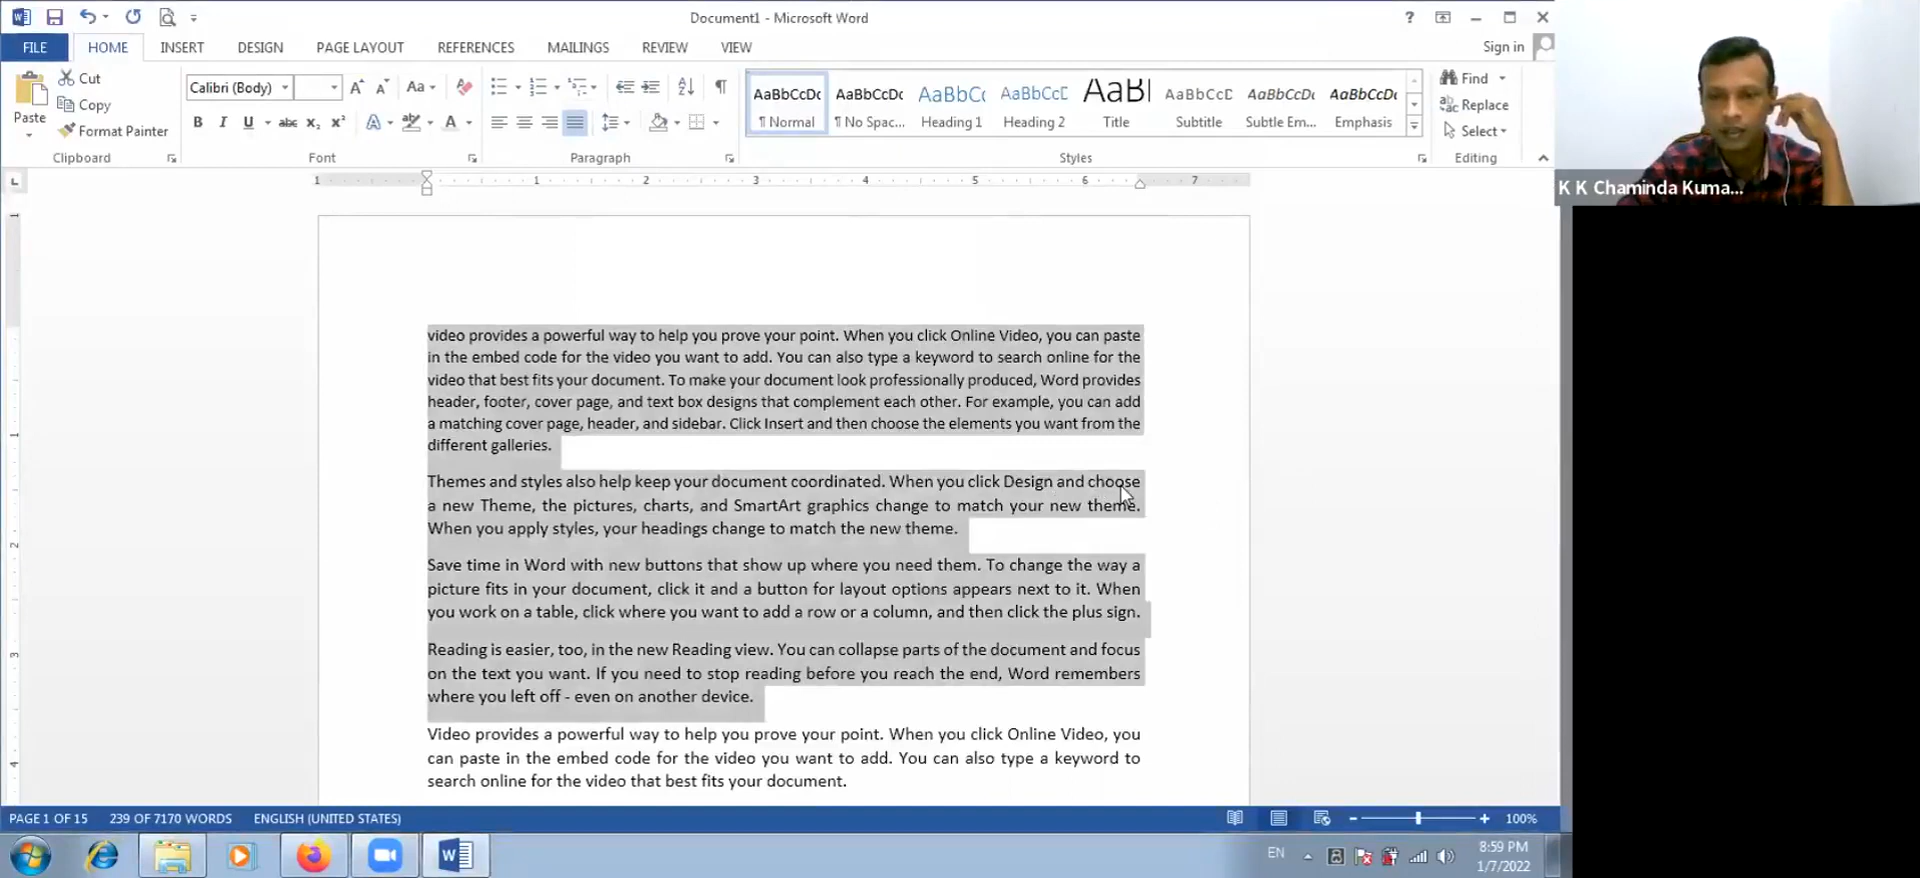 Document1 - Microsoft Word
?
FILE HOME INSERT DESIGN PAGE LAYOUT REFERENCES MAILINGS REVIEW VIEW Sign in
Paste
Cut
Copy
Format Painter
Clipboard
Calibri (Body)
Font
Paragraph
AaBbCcDc AaBbCcDc AaBbCc AaBbCcD AaBl AaBbCcD AaBbCcDc AaBbCcDc
¶ Normal ¶ No Spac... Heading 1 Heading 2 Title Subtitle Subtle Em... Emphasis
Styles
Find
Replace
Select
Editing
K K Chaminda Kuma...
1 1 2 3 4 5 6 7
1
1
2
3
4
video provides a powerful way to help you prove your point. When you click Online Video, you can paste
in the embed code for the video you want to add. You can also type a keyword to search online for the
video that best fits your document. To make your document look professionally produced, Word provides
header, footer, cover page, and text box designs that complement each other. For example, you can add
a matching cover page, header, and sidebar. Click Insert and then choose the elements you want from the
different galleries.
Themes and styles also help keep your document coordinated. When you click Design and choose
a new Theme, the pictures, charts, and SmartArt graphics change to match your new theme.
When you apply styles, your headings change to match the new theme.
Save time in Word with new buttons that show up where you need them. To change the way a
picture fits in your document, click it and a button for layout options appears next to it. When
you work on a table, click where you want to add a row or a column, and then click the plus sign.
Reading is easier, too, in the new Reading view. You can collapse parts of the document and focus
on the text you want. If you need to stop reading before you reach the end, Word remembers
where you left off - even on another device.
Video provides a powerful way to help you prove your point. When you click Online Video, you
can paste in the embed code for the video you want to add. You can also type a keyword to
search online for the video that best fits your document.
PAGE 1 OF 15 239 OF 7170 WORDS ENGLISH (UNITED STATES) 100%
EN
8:59 PM
1/7/2022